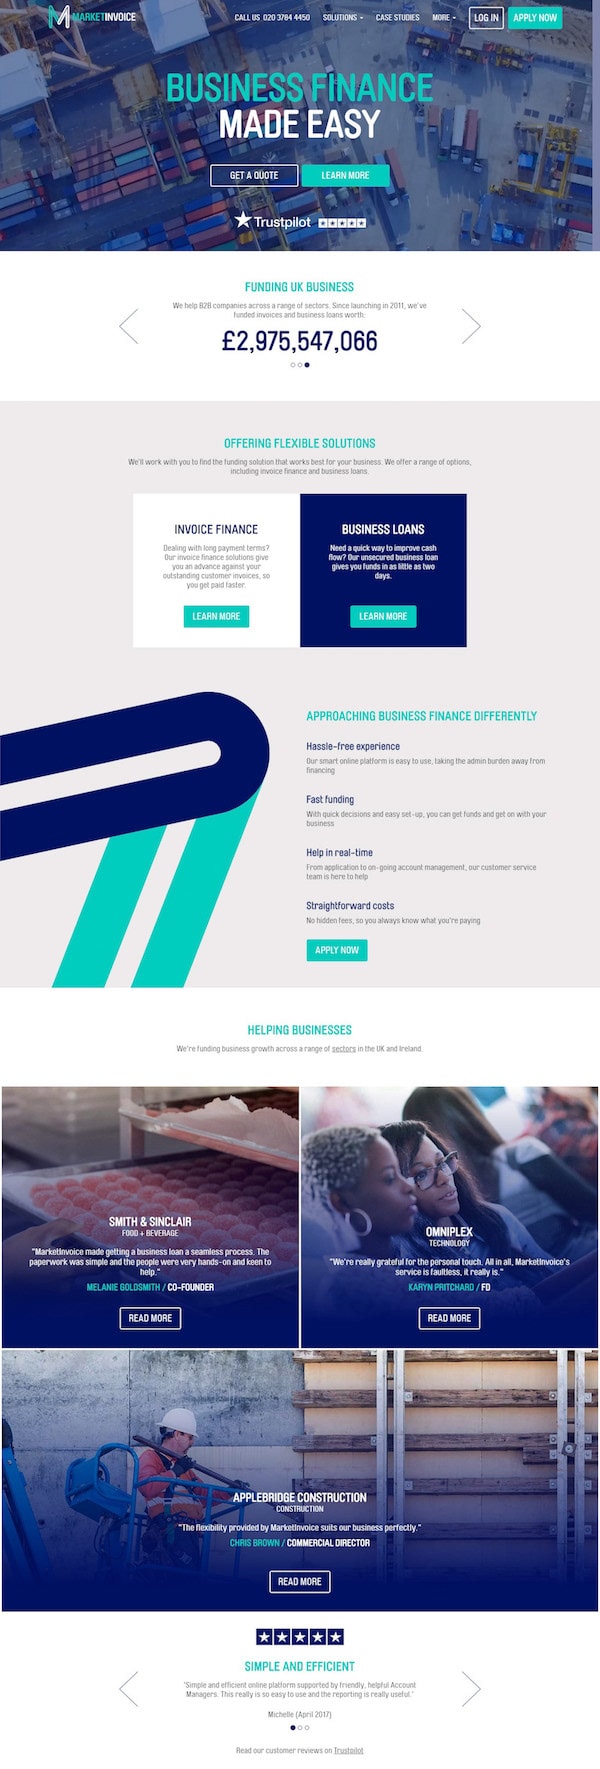 MARKETINVOICE
CALL US 020 3784 4450
SOLUTIONS
CASE STUDIES
MORE
LOG IN
APPLY NOW
BUSINESS FINANCE
MADE EASY
GET A QUOTE
LEARN MORE
Trustpilot
FUNDING UK BUSINESS
We help B2B companies across a range of sectors. Since launching in 2011, we've
funded invoices and business loans worth:
£2,975,547,066
OFFERING FLEXIBLE SOLUTIONS
We'll work with you to find the funding solution that works best for your business. We offer a range of options,
including invoice finance and business loans.
INVOICE FINANCE
Dealing with long payment terms?
Our invoice finance solutions give
you an advance against your
outstanding customer invoices, so
you get paid faster.
LEARN MORE
BUSINESS LOANS
Need a quick way to improve cash
flow? Our unsecured business loan
gives you funds in as little as two
days.
LEARN MORE
APPROACHING BUSINESS FINANCE DIFFERENTLY
Hassle-free experience
Our smart online platform is easy to use, taking the admin burden away from
financing
Fast funding
With quick decisions and easy set-up, you can get funds and get on with your
business
Help in real-time
From application to on-going account management, our customer service
team is here to help
Straightforward costs
No hidden fees, so you always know what you're paying
APPLY NOW
HELPING BUSINESSES
We're funding business growth across a range of sectors in the UK and Ireland.
SMITH & SINCLAIR
FOOD + BEVERAGE
"MarketInvoice made getting a business loan a seamless process. The
paperwork was simple and the people were very hands-on and keen to
help."
MELANIE GOLDSMITH / CO-FOUNDER
READ MORE
OMNIPLEX
TECHNOLOGY
"We're really grateful for the personal touch. All in all, MarketInvoice's
service is faultless, it really is."
KARYN PRITCHARD / FD
READ MORE
APPLEBRIDGE CONSTRUCTION
CONSTRUCTION
"The flexibility provided by MarketInvoice suits our business perfectly."
CHRIS BROWN / COMMERCIAL DIRECTOR
READ MORE
SIMPLE AND EFFICIENT
'Simple and efficient online platform supported by friendly, helpful Account
Managers. This really is so easy to use and the reporting is really useful.'
Michelle (April 2017)
Read our customer reviews on Trustpilot